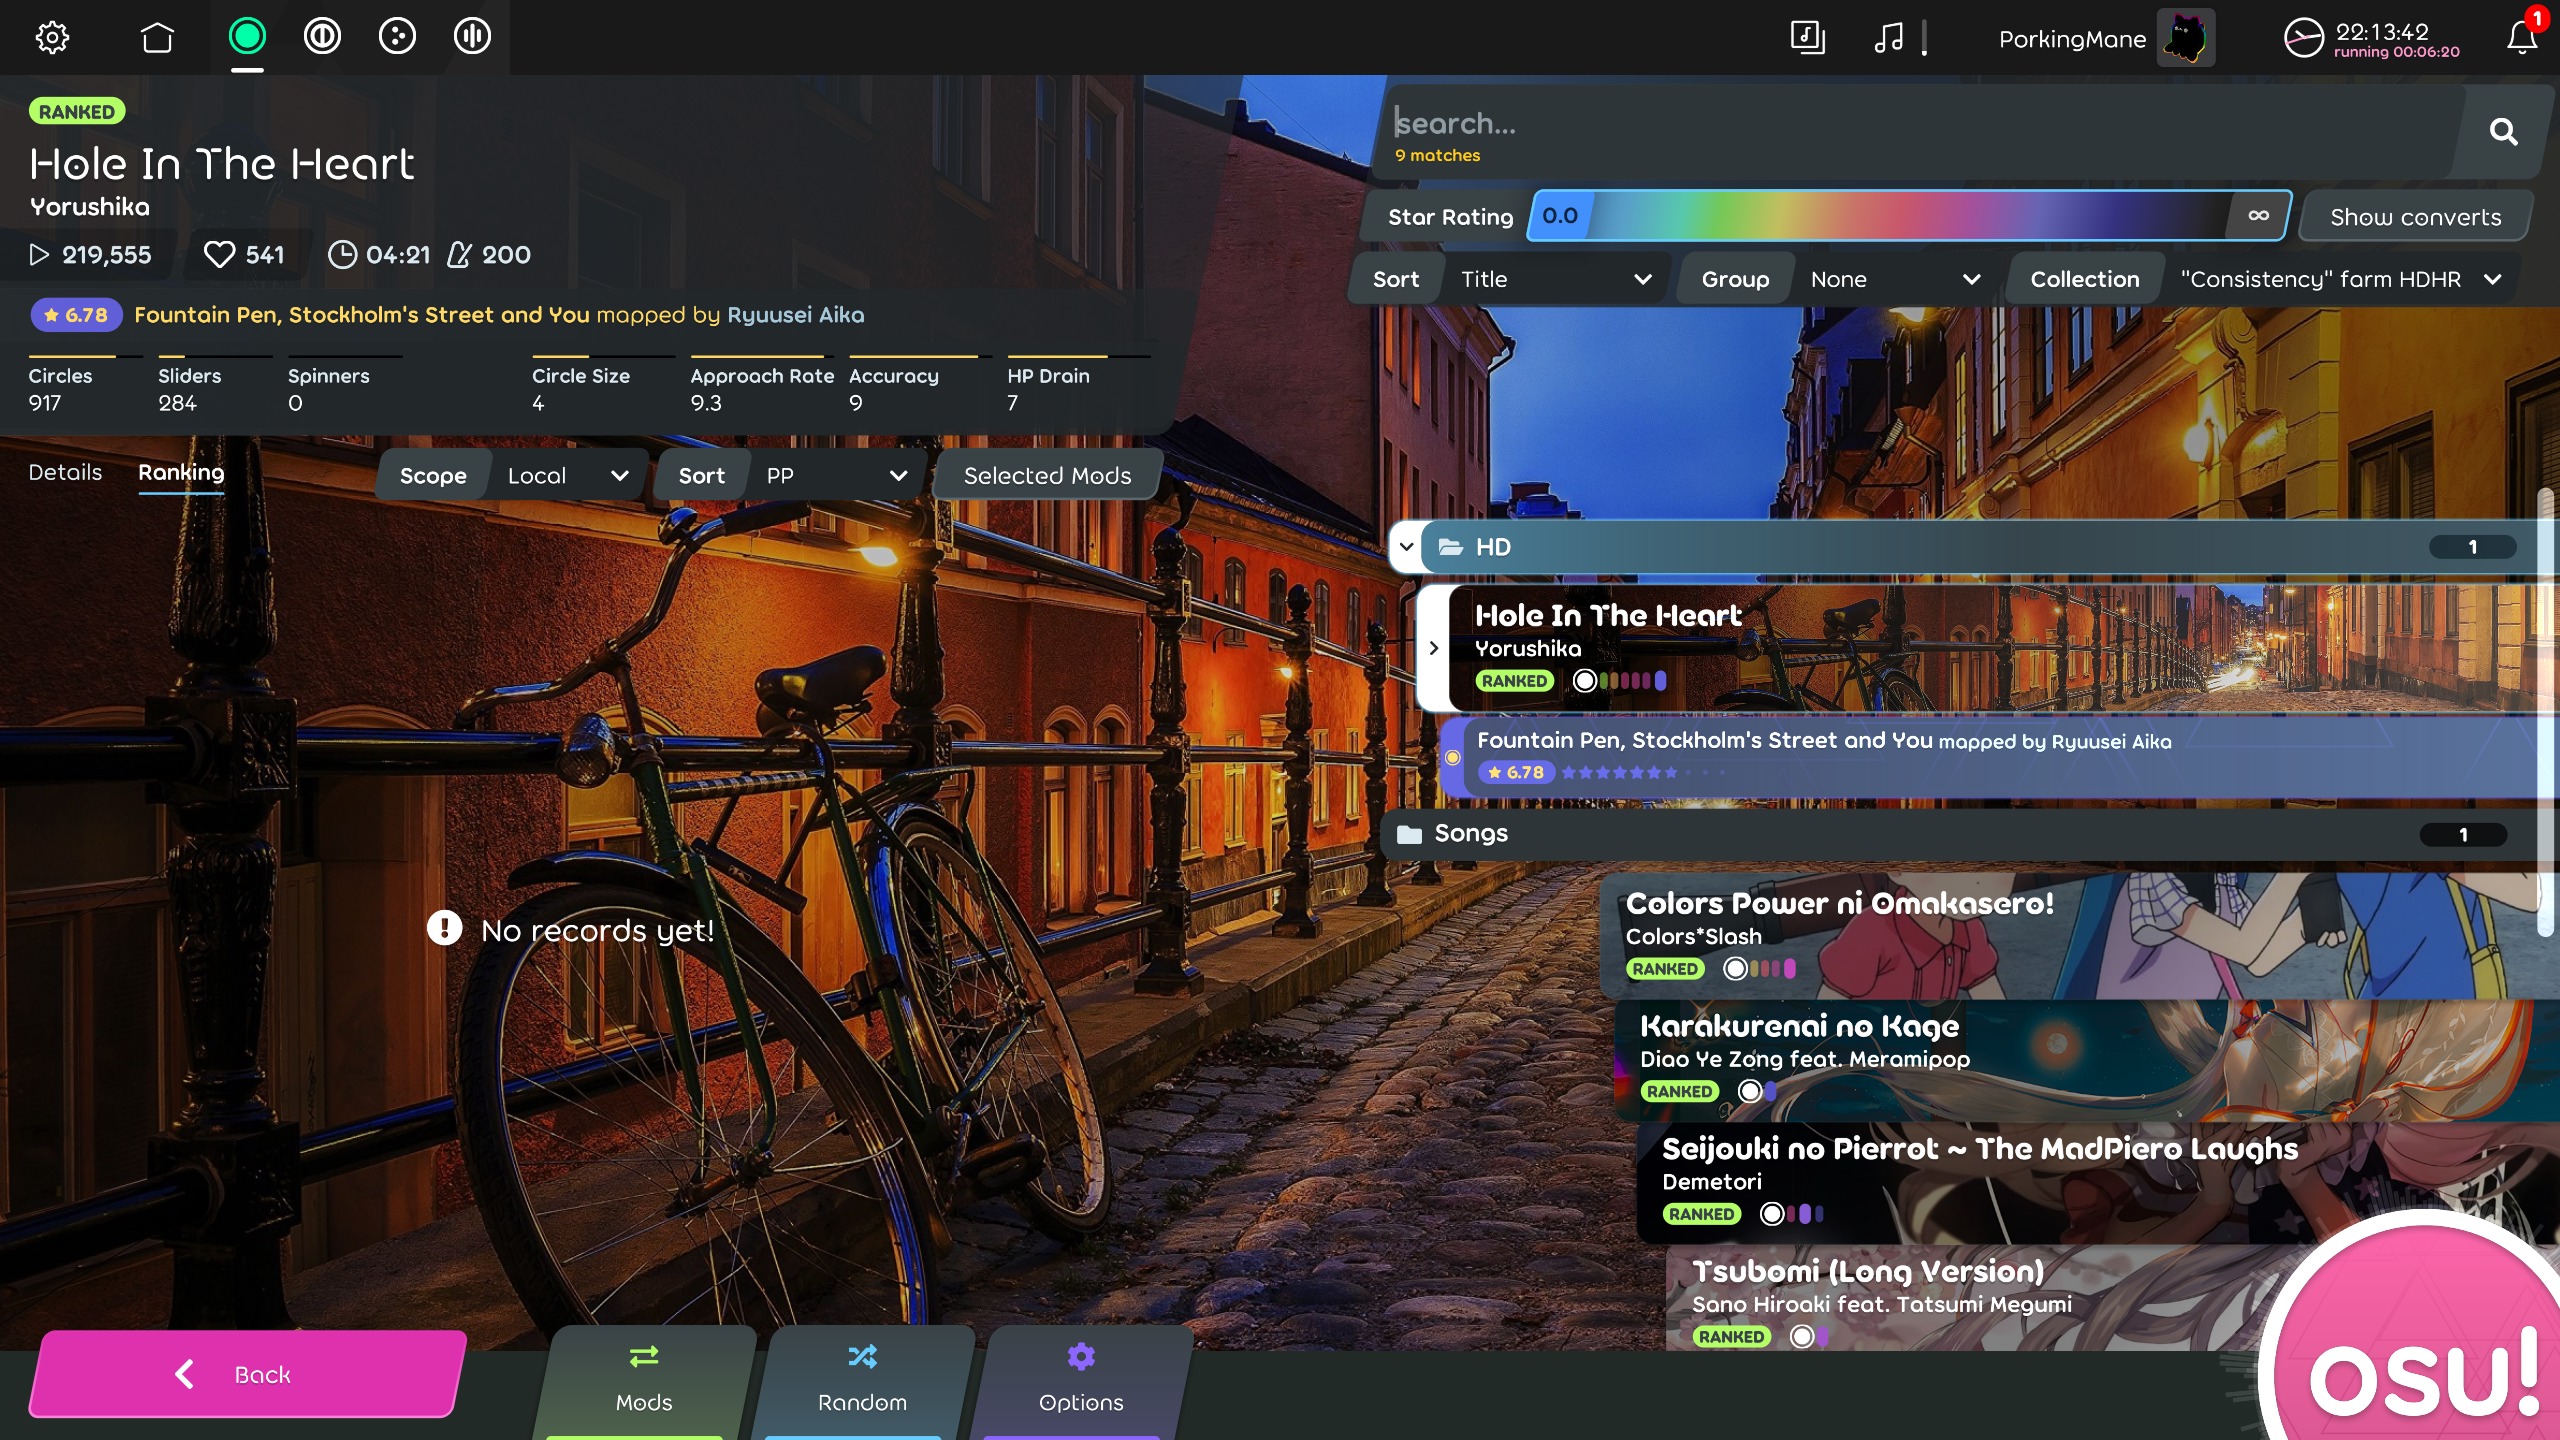 PorkingMane
22:13:42
running 00:06:20
1
RANKED
Hole In The Heart
Yorushika
219,555
541
04:21
200
6.78 Fountain Pen, Stockholm's Street and You mapped by Ryuusei Aika
Circles Sliders Spinners Circle Size Approach Rate Accuracy HP Drain
917 284 0 4 9.3 9 7
Details Ranking Scope Local Sort PP Selected Mods
No records yet!
search...
9 matches
Star Rating 0.0 ∞ Show converts
Sort Title Group None Collection "Consistency" farm HDHR
HD 1
Hole In The Heart
Yorushika
RANKED
Fountain Pen, Stockholm's Street and You mapped by Ryuusei Aika
6.78
Songs 1
Colors Power ni Omakasero!
Colors*Slash
RANKED
Karakurenai no Kage
Diao Ye Zong feat. Meramipop
RANKED
Seijouki no Pierrot ~ The MadPiero Laughs
Demetori
RANKED
Tsubomi (Long Version)
Sano Hiroaki feat. Tatsumi Megumi
RANKED
Back
Mods
Random
Options
osu!